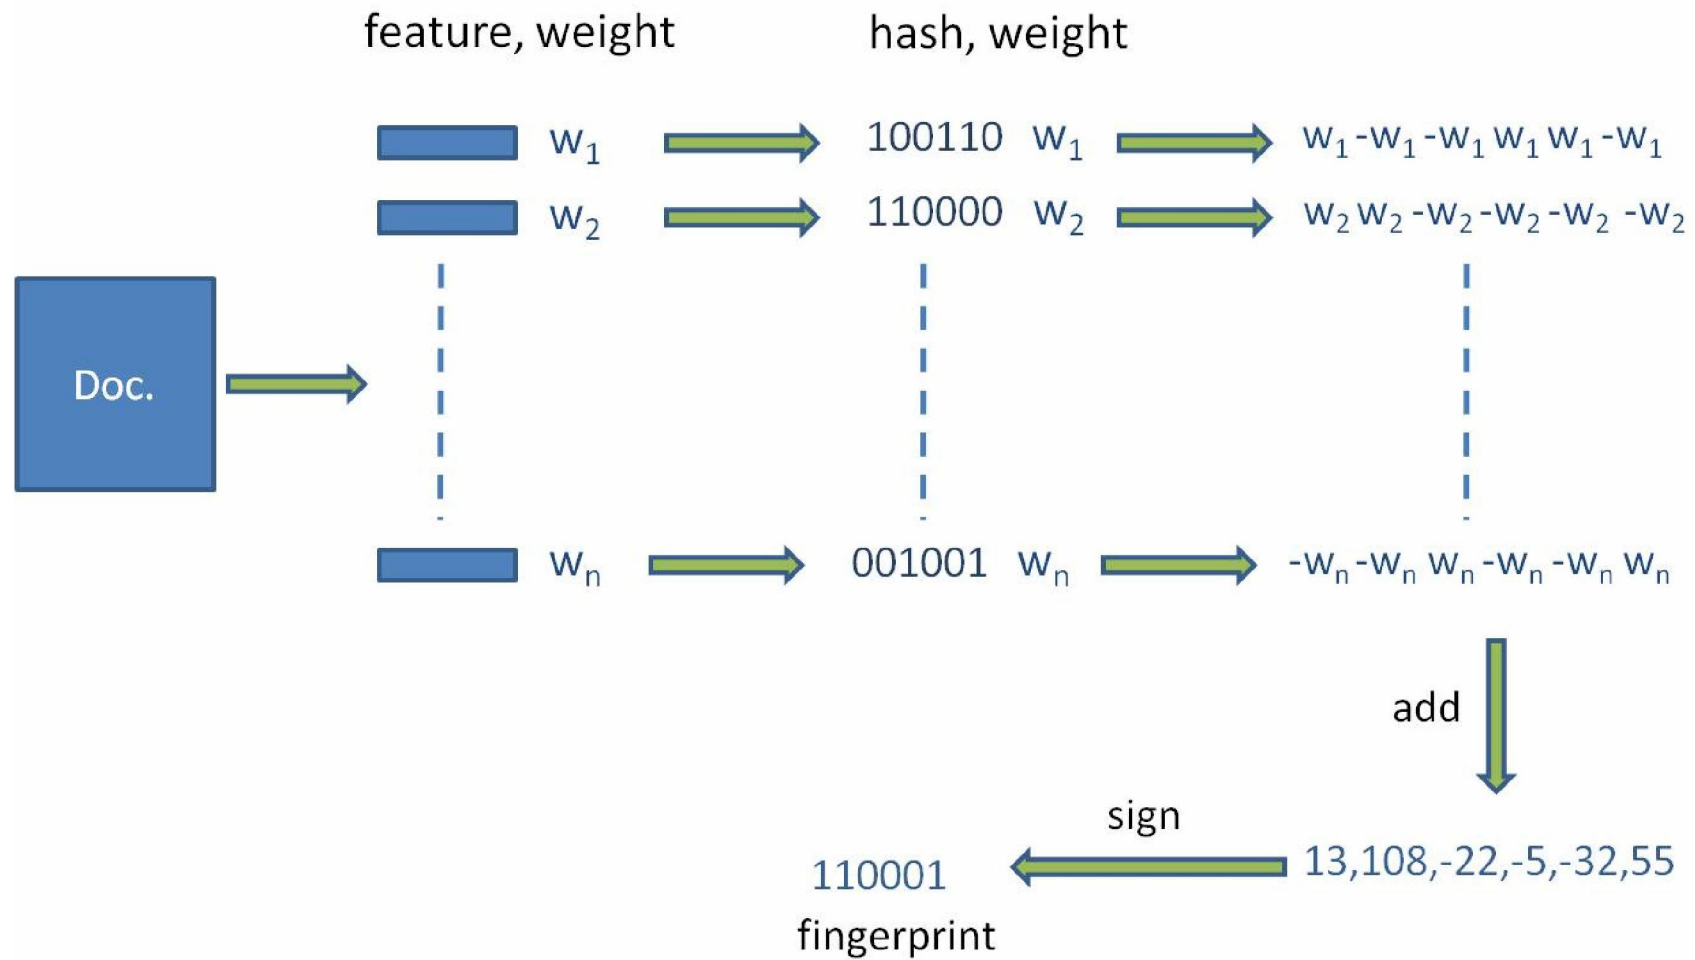 feature, weight hash, weight
w1 100110 w1 w1 -w1 -w1 w1 w1 -w1
w2 110000 w2 w2 w2 -w2 -w2 -w2 -w2
Doc.
wn 001001 wn -wn -wn wn -wn -wn wn
add
sign
13,108,-22,-5,-32,55
110001
fingerprint